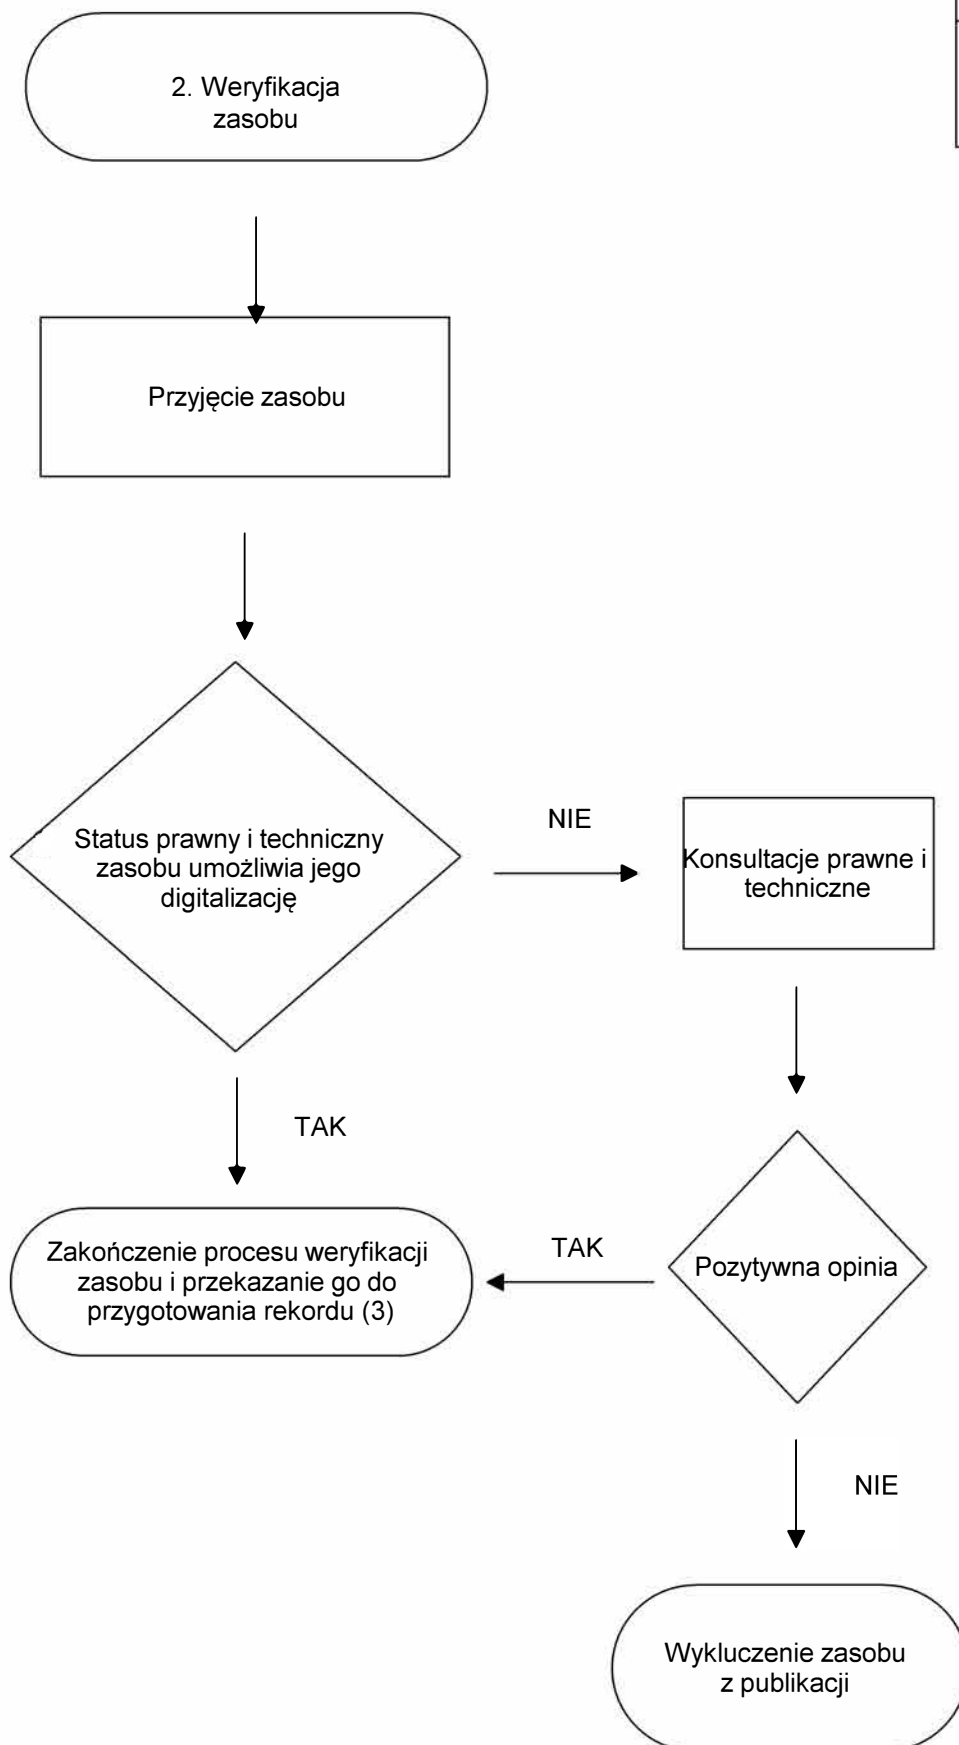 2. Weryfikacja
zasobu
Przyjęcie zasobu
Status prawny i techniczny
zasobu umożliwia jego
digitalizację
NIE
Konsultacje prawne i
techniczne
TAK
Zakończenie procesu weryfikacji
zasobu i przekazanie go do
przygotowania rekordu (3)
TAK
Pozytywna opinia
NIE
Wykluczenie zasobu
z publikacji